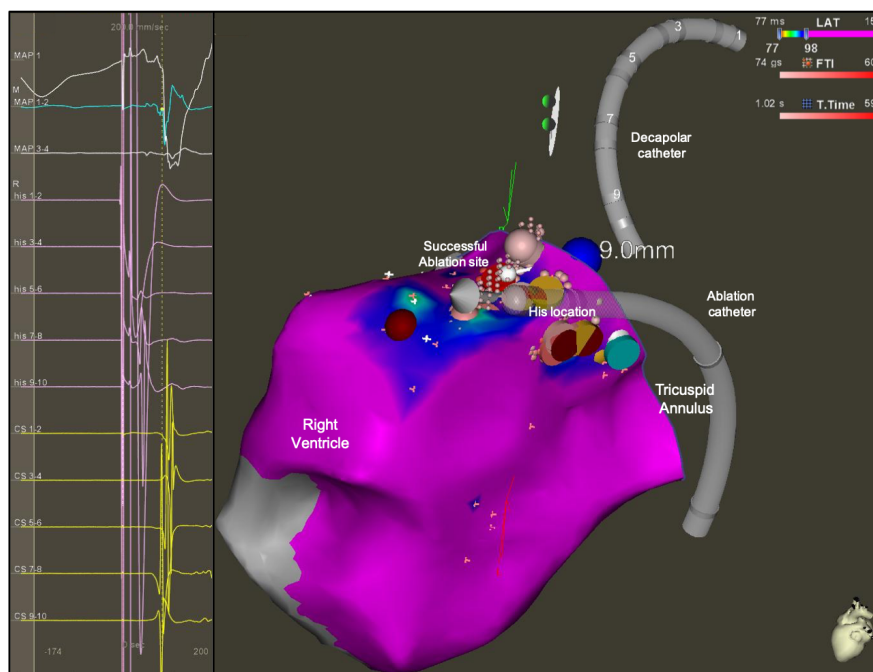 200.0 mm/sec
MAP 1
M
MAP 1-2
MAP 3-4
R
his 1-2
his 3-4
his 5-6
his 7-8
his 9-10
CS 1-2
CS 3-4
CS 5-6
CS 7-8
CS 9-10
-174
0 sec
200
77 ms
LAT
77
98
74 gs
FTI
1.02 s
T.Time
1
3
5
7
9
Decapolar
catheter
9.0mm
Successful
Ablation site
His location
Ablation
catheter
Tricuspid
Annulus
Right
Ventricle